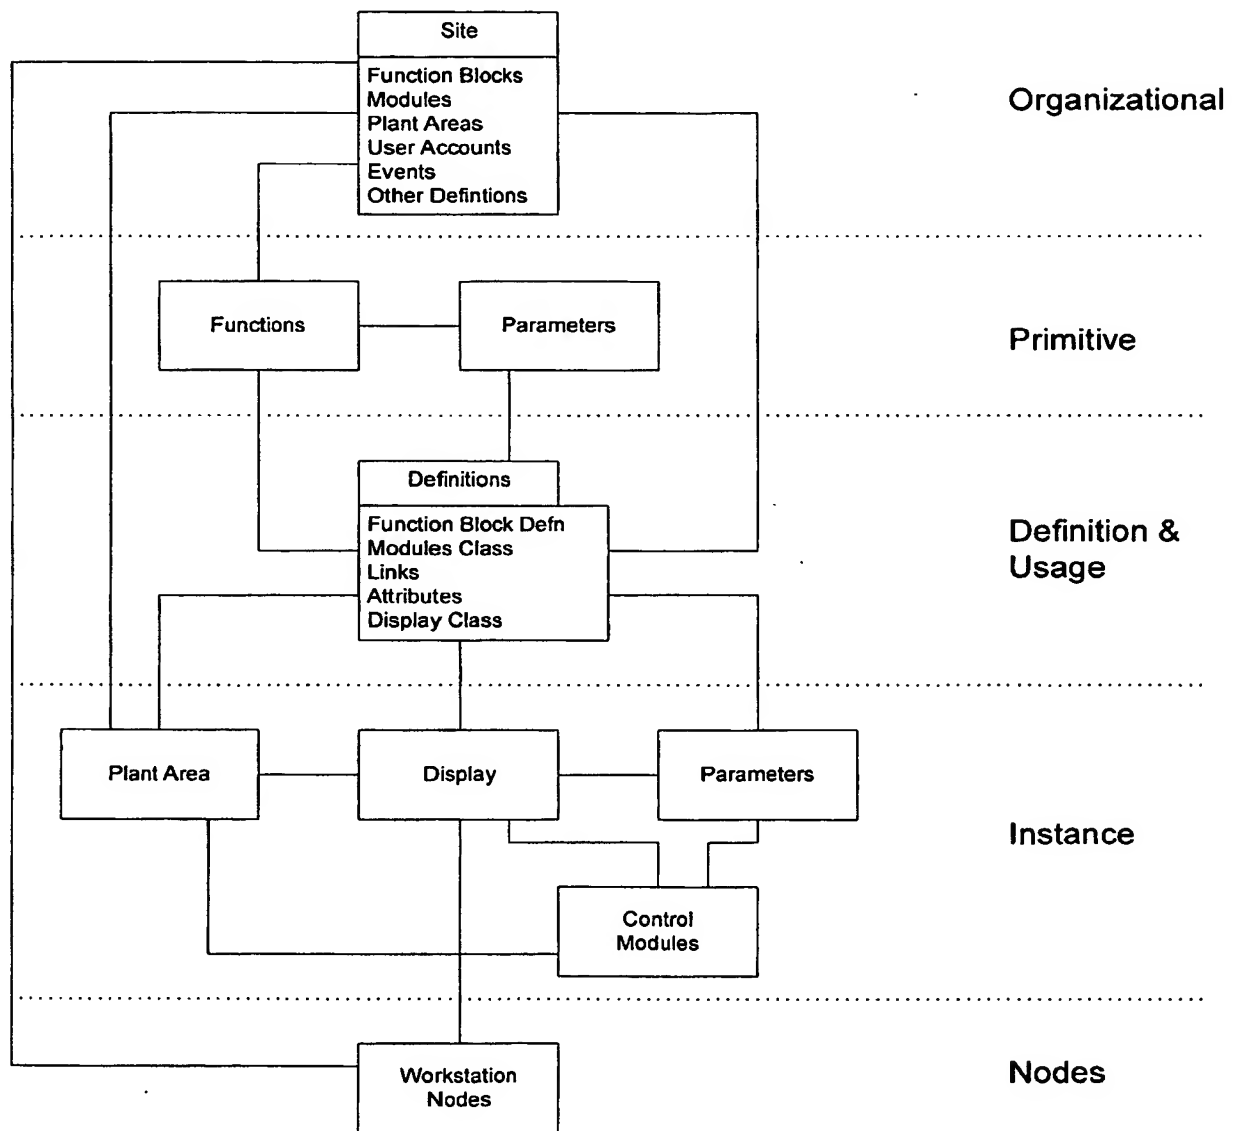 Site
Function Blocks
Modules
Plant Areas
User Accounts
Events
Other Defintions
Organizational
Functions
Parameters
Primitive
Definitions
Function Block Defn
Modules Class
Links
Attributes
Display Class
Definition &
Usage
Plant Area
Display
Parameters
Instance
Control
Modules
Workstation
Nodes
Nodes